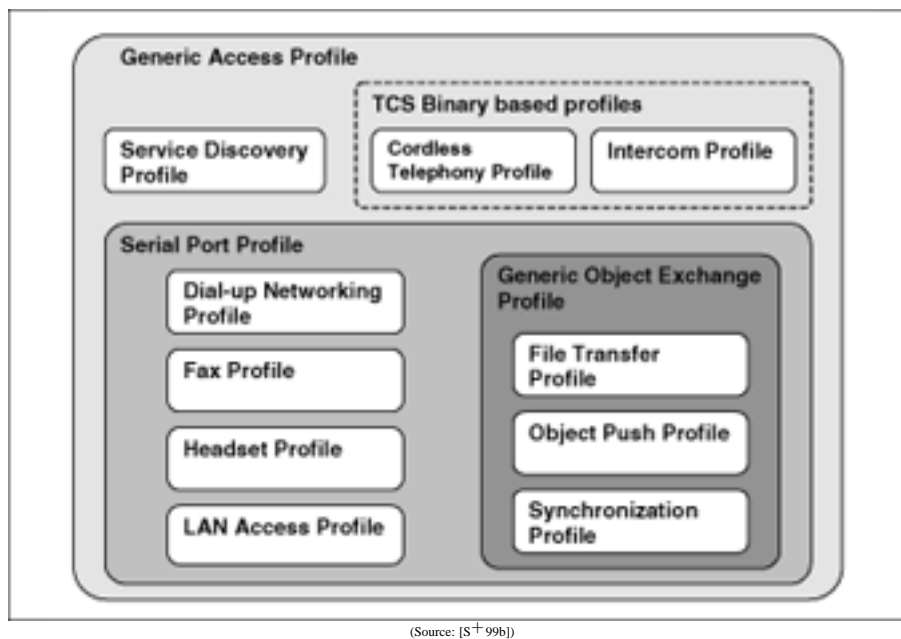 Generic Access Profile
TCS Binary based profiles
Service Discovery
Profile
Cordless
Telephony Profile
Intercom Profile
Serial Port Profile
Dial-up Networking
Profile
Fax Profile
Headset Profile
LAN Access Profile
Generic Object Exchange
Profile
File Transfer
Profile
Object Push Profile
Synchronization
Profile
(Source: [S+99b])